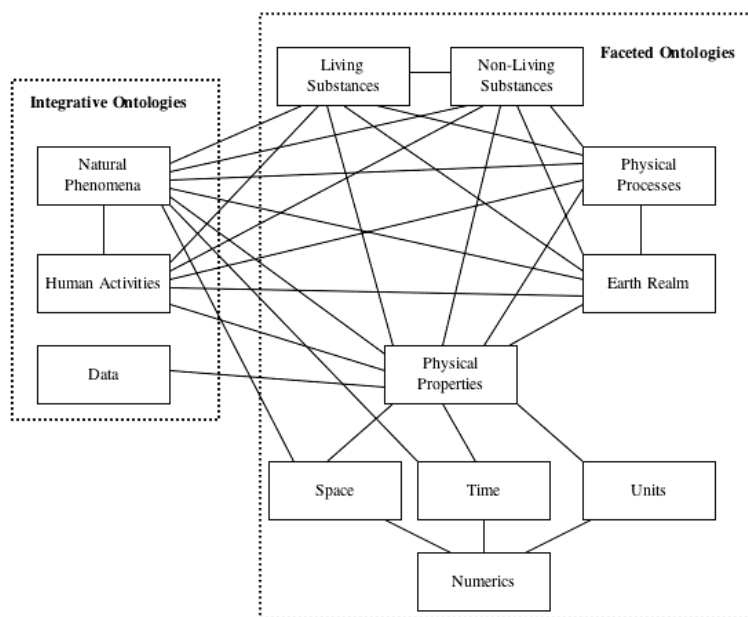 Living
Substances
Non-Living
Substances
Faceted Ontologies
Integrative Ontologies
Natural
Phenomena
Physical
Processes
Human Activities
Earth Realm
Data
Physical
Properties
Space
Time
Units
Numerics